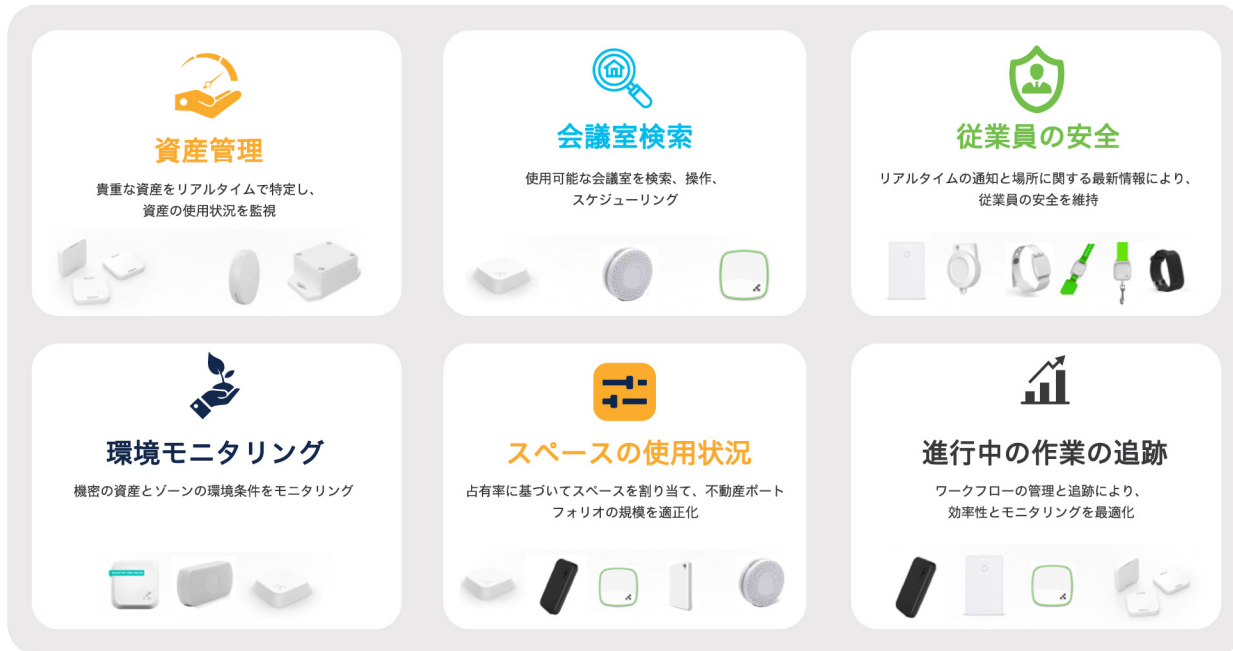 資産管理
貴重な資産をリアルタイムで特定し、
資産の使用状況を監視
会議室検索
使用可能な会議室を検索、操作、
スケジューリング
従業員の安全
リアルタイムの通知と場所に関する最新情報により、
従業員の安全を維持
環境モニタリング
機密の資産とゾーンの環境条件をモニタリング
スペースの使用状況
占有率に基づいてスペースを割り当て、不動産ポート
フォリオの規模を適正化
進行中の作業の追跡
ワークフローの管理と追跡により、
効率性とモニタリングを最適化